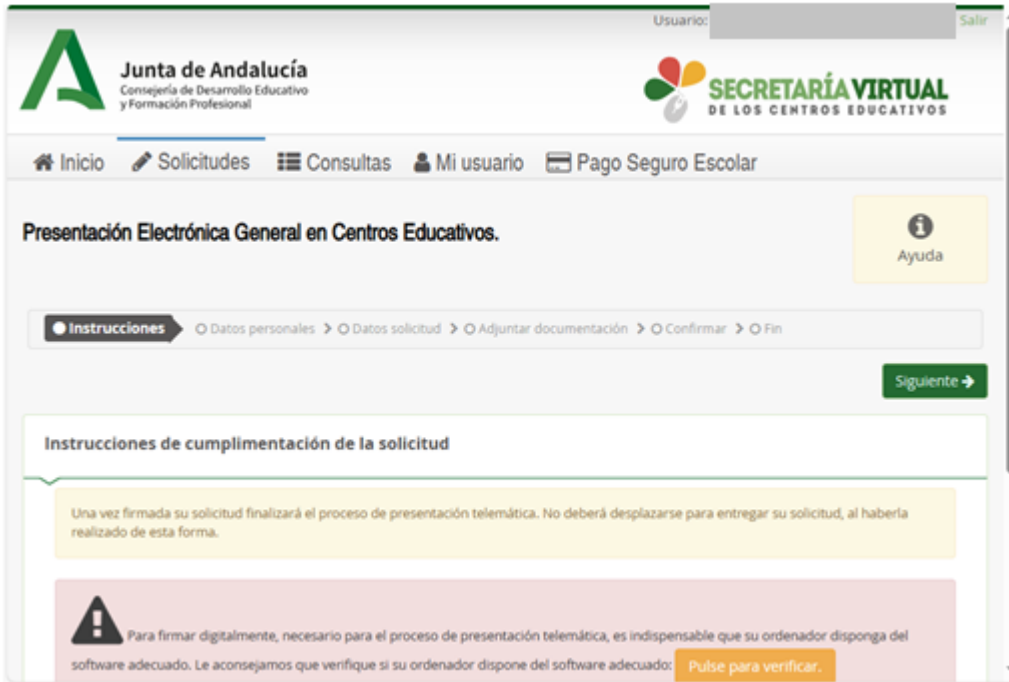 Usuario:
Salir
Junta de Andalucía
Consejería de Desarrollo Educativo
y Formación Profesional
SECRETARÍA VIRTUAL
DE LOS CENTROS EDUCATIVOS
Inicio Solicitudes Consultas Mi usuario Pago Seguro Escolar
Presentación Electrónica General en Centros Educativos.
Ayuda
Instrucciones Datos personales Datos solicitud Adjuntar documentación Confirmar Fin
Siguiente
Instrucciones de cumplimentación de la solicitud
Una vez firmada su solicitud finalizará el proceso de presentación telemática. No deberá desplazarse para entregar su solicitud, al haberla
realizado de esta forma.
Para firmar digitalmente, necesario para el proceso de presentación telemática, es indispensable que su ordenador disponga del
software adecuado. Le aconsejamos que verifique si su ordenador dispone del software adecuado: Pulse para verificar.